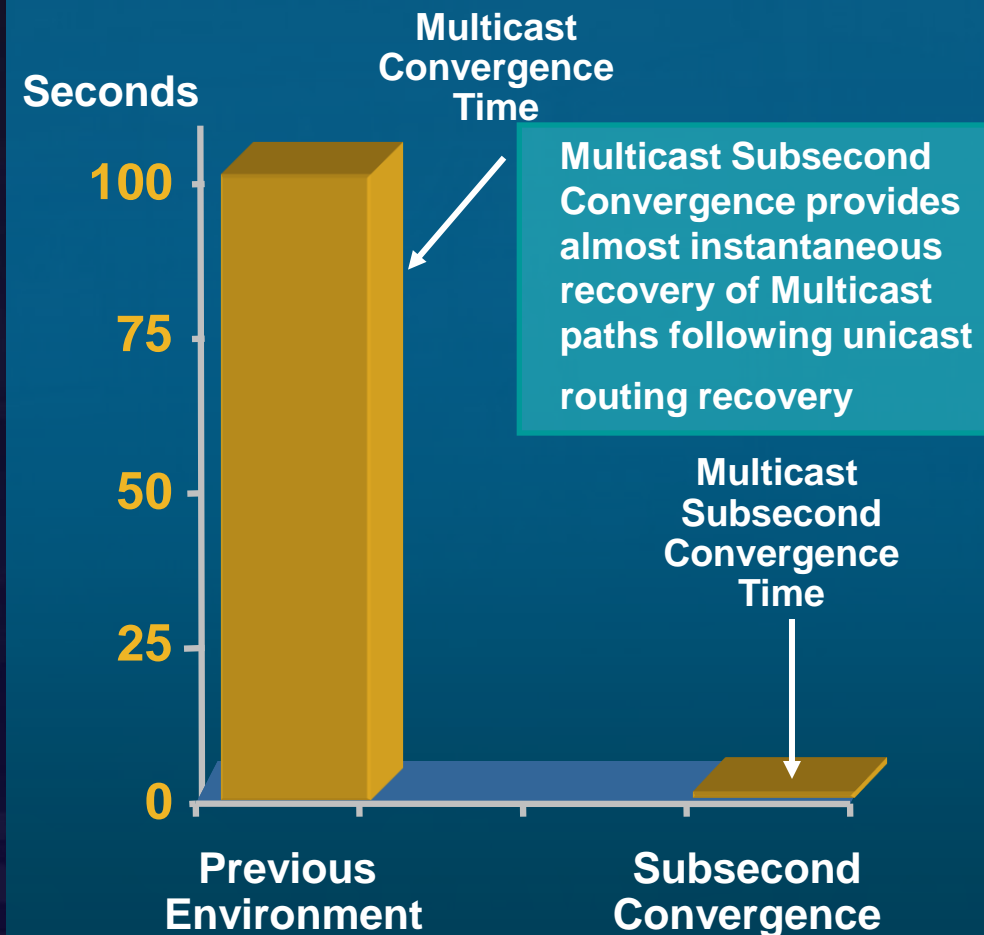 Multicast
Convergence
Time
Seconds
Multicast Subsecond
Convergence provides
almost instantaneous
recovery of Multicast
paths following unicast
routing recovery
100
75
50
25
0
Multicast
Subsecond
Convergence
Time
Previous
Environment
Subsecond
Convergence